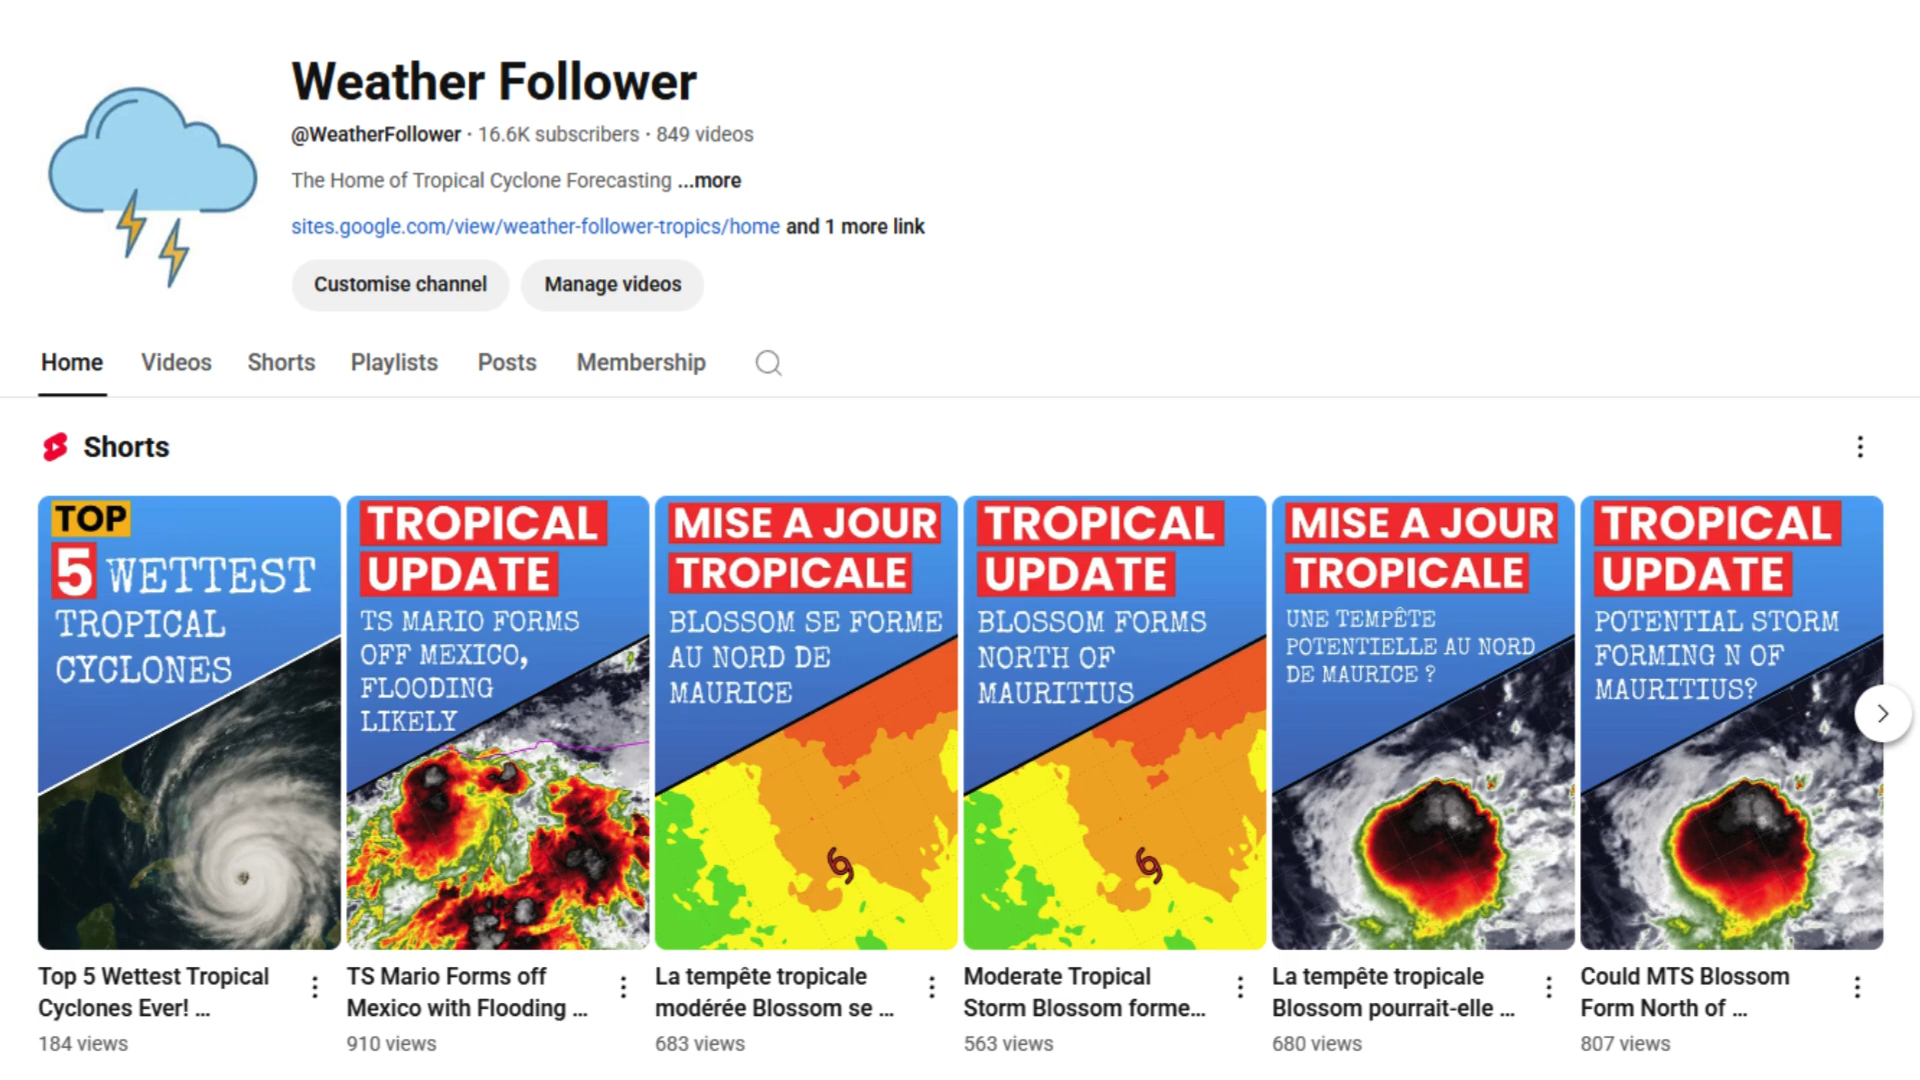 Weather Follower
@WeatherFollower · 16.6K subscribers · 849 videos
The Home of Tropical Cyclone Forecasting ...more
sites.google.com/view/weather-follower-tropics/home and 1 more link
Customise channel
Manage videos
Home
Videos
Shorts
Playlists
Posts
Membership
Shorts
TOP
5 WETTEST
TROPICAL
CYCLONES
Top 5 Wettest Tropical
Cyclones Ever! ...
184 views
TROPICAL
UPDATE
TS MARIO FORMS
OFF MEXICO,
FLOODING
LIKELY
TS Mario Forms off
Mexico with Flooding ...
910 views
MISE A JOUR
TROPICALE
BLOSSOM SE FORME
AU NORD DE
MAURICE
La tempête tropicale
modérée Blossom se ...
683 views
TROPICAL
UPDATE
BLOSSOM FORMS
NORTH OF
MAURITIUS
Moderate Tropical
Storm Blossom forme...
563 views
MISE A JOUR
TROPICALE
UNE TEMPÊTE
POTENTIELLE AU NORD
DE MAURICE ?
La tempête tropicale
Blossom pourrait-elle ...
680 views
TROPICAL
UPDATE
POTENTIAL STORM
FORMING N OF
MAURITIUS?
Could MTS Blossom
Form North of ...
807 views